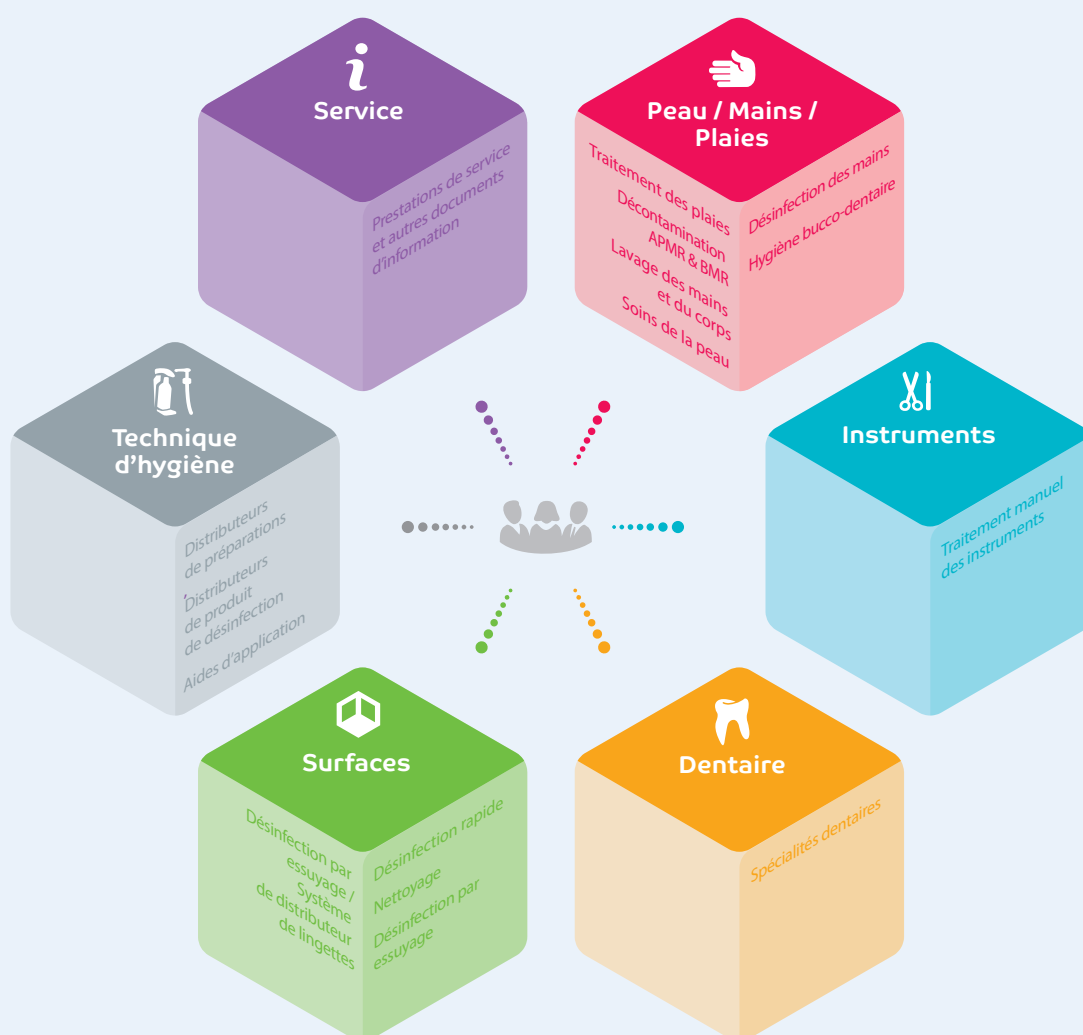 Service
Prestations de service
et autres documents
d'information
Peau / Mains /
Plaies
Traitement des plaies
Décontamination
APMR & BMR
Lavage des mains
et du corps
Soins de la peau
Désinfection des mains
Hygiène bucco-dentaire
Technique
d'hygiène
Distributeurs
de préparations
Distributeurs
de produit
de désinfection
Aides d'application
Instruments
Traitement manuel
des instruments
Surfaces
Désinfection par
essuyage /
Système
de distributeur
de lingettes
Désinfection rapide
Nettoyage
Désinfection par
essuyage
Dentaire
Spécialités dentaires